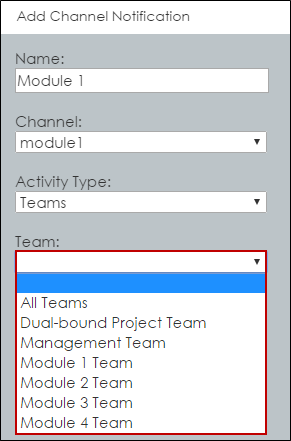 Add Channel Notification
Name:
Module 1
Channel:
module1
Activity Type:
Teams
Team:
All Teams
Dual-bound Project Team
Management Team
Module 1 Team
Module 2 Team
Module 3 Team
Module 4 Team